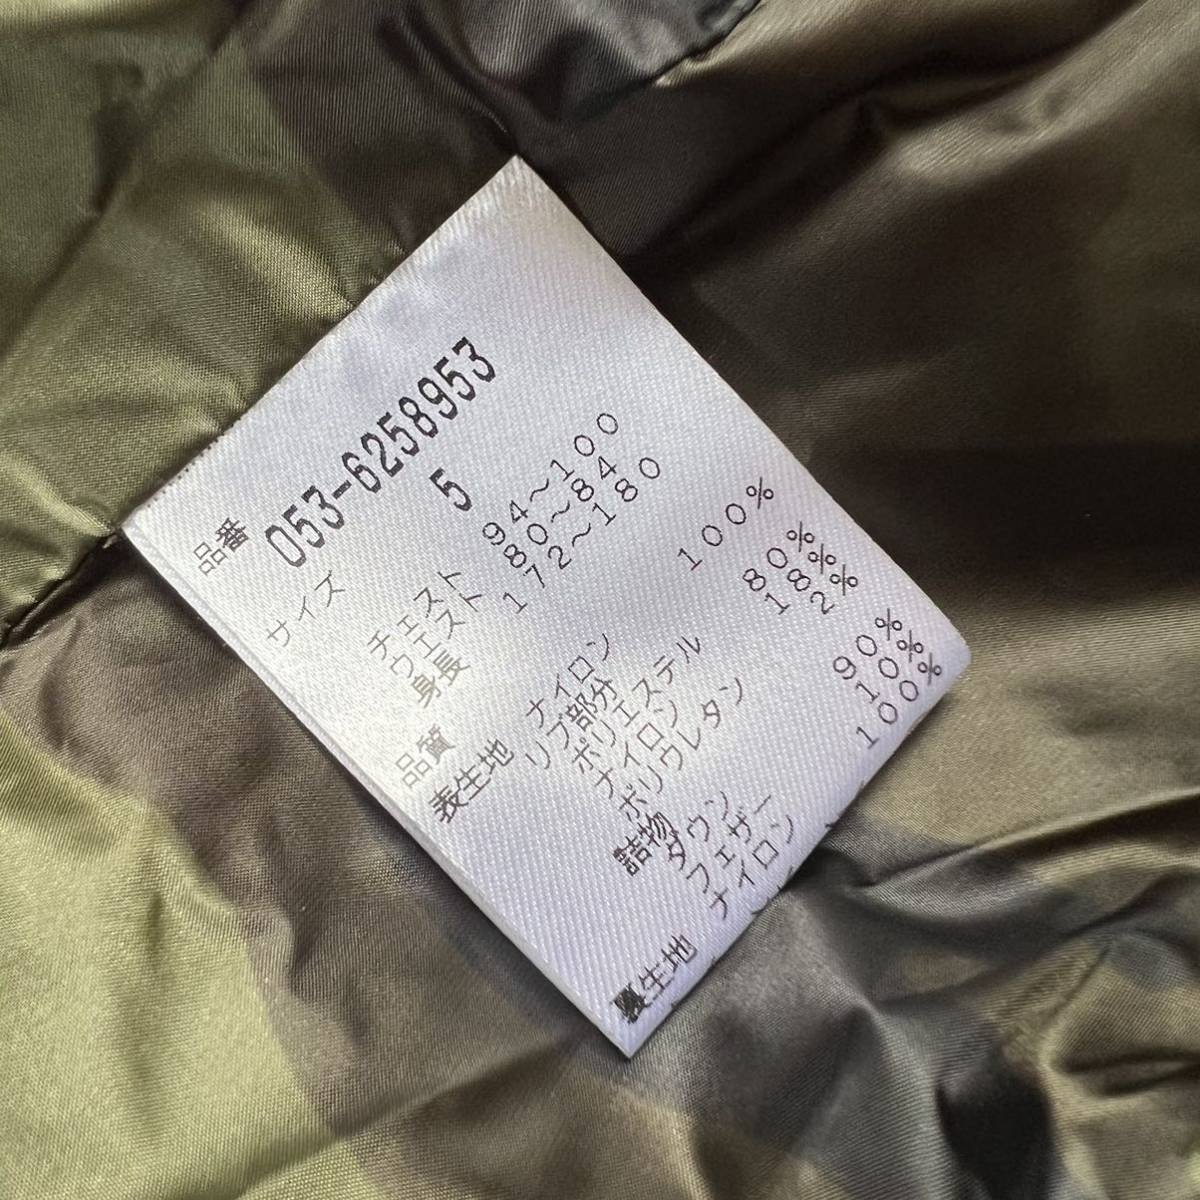 品番 053-6258953
サイズ 5
チェスト 94～100
ウエスト 80～84
身長 172～180
品質
表生地 ナイロン 100%
リブ部分
ポリエステル 80%
ナイロン 18%
ポリウレタン 2%
詰物
ダウン 90%
フェザー 10%
裏生地 ナイロン 100%